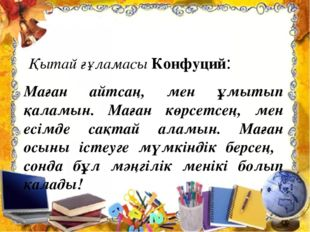 Қытай ғұламасы Конфуций:
Маған айтсаң, мен ұмытып
қаламын. Маған көрсетсең, мен
есімде сақтай аламын. Маған
осыны істеуге мүмкіндік берсең,
сонда бұл мәңгілік менікі болып
қалады!